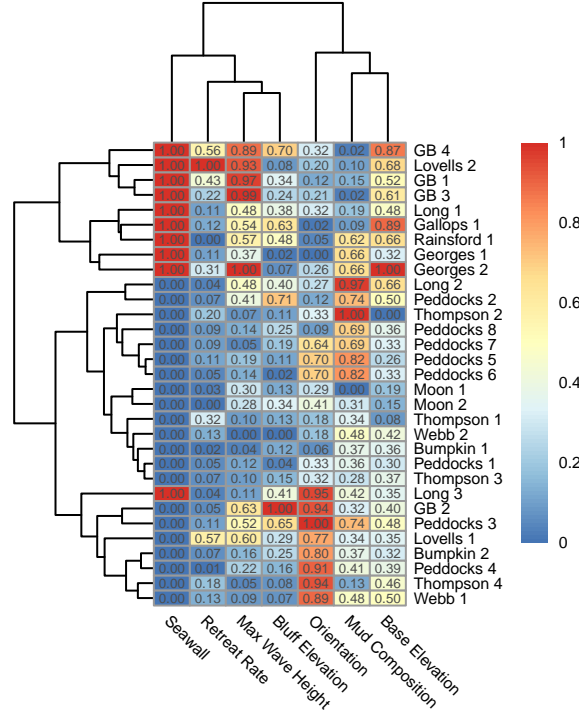 1.00 0.56 0.89 0.70 0.32 0.02 0.87 GB 4
1.00 1.00 0.93 0.08 0.20 0.10 0.68 Lovells 2
1.00 0.43 0.97 0.34 0.12 0.15 0.52 GB 1
1.00 0.22 0.99 0.24 0.21 0.02 0.61 GB 3
1.00 0.11 0.48 0.38 0.32 0.19 0.48 Long 1
1.00 0.12 0.54 0.63 0.02 0.09 0.89 Gallops 1
1.00 0.00 0.57 0.48 0.05 0.62 0.66 Rainsford 1
1.00 0.11 0.37 0.02 0.00 0.66 0.32 Georges 1
1.00 0.31 1.00 0.07 0.26 0.66 1.00 Georges 2
0.00 0.04 0.48 0.40 0.27 0.97 0.66 Long 2
0.00 0.07 0.41 0.71 0.12 0.74 0.50 Peddocks 2
0.00 0.20 0.07 0.11 0.33 1.00 0.00 Thompson 2
0.00 0.09 0.14 0.25 0.09 0.69 0.36 Peddocks 8
0.00 0.09 0.05 0.19 0.64 0.69 0.33 Peddocks 7
0.00 0.11 0.19 0.11 0.70 0.82 0.26 Peddocks 5
0.00 0.05 0.14 0.02 0.70 0.82 0.33 Peddocks 6
0.00 0.03 0.30 0.13 0.29 0.00 0.19 Moon 1
0.00 0.00 0.28 0.34 0.41 0.31 0.15 Moon 2
0.00 0.32 0.10 0.13 0.18 0.34 0.08 Thompson 1
0.00 0.13 0.00 0.00 0.18 0.48 0.42 Webb 2
0.00 0.02 0.04 0.12 0.06 0.37 0.36 Bumpkin 1
0.00 0.05 0.12 0.04 0.33 0.36 0.30 Peddocks 1
0.00 0.07 0.10 0.15 0.32 0.28 0.37 Thompson 3
1.00 0.04 0.11 0.41 0.95 0.42 0.35 Long 3
0.00 0.05 0.63 1.00 0.94 0.32 0.40 GB 2
0.00 0.11 0.52 0.65 1.00 0.74 0.48 Peddocks 3
0.00 0.57 0.60 0.29 0.77 0.34 0.35 Lovells 1
0.00 0.07 0.16 0.25 0.80 0.37 0.32 Bumpkin 2
0.00 0.01 0.22 0.16 0.91 0.41 0.39 Peddocks 4
0.00 0.18 0.05 0.08 0.94 0.13 0.46 Thompson 4
0.00 0.13 0.09 0.07 0.89 0.48 0.50 Webb 1
Seawall
Retreat Rate
Max Wave Height
Bluff Elevation
Orientation
Mud Composition
Base Elevation
1
0.8
0.6
0.4
0.2
0